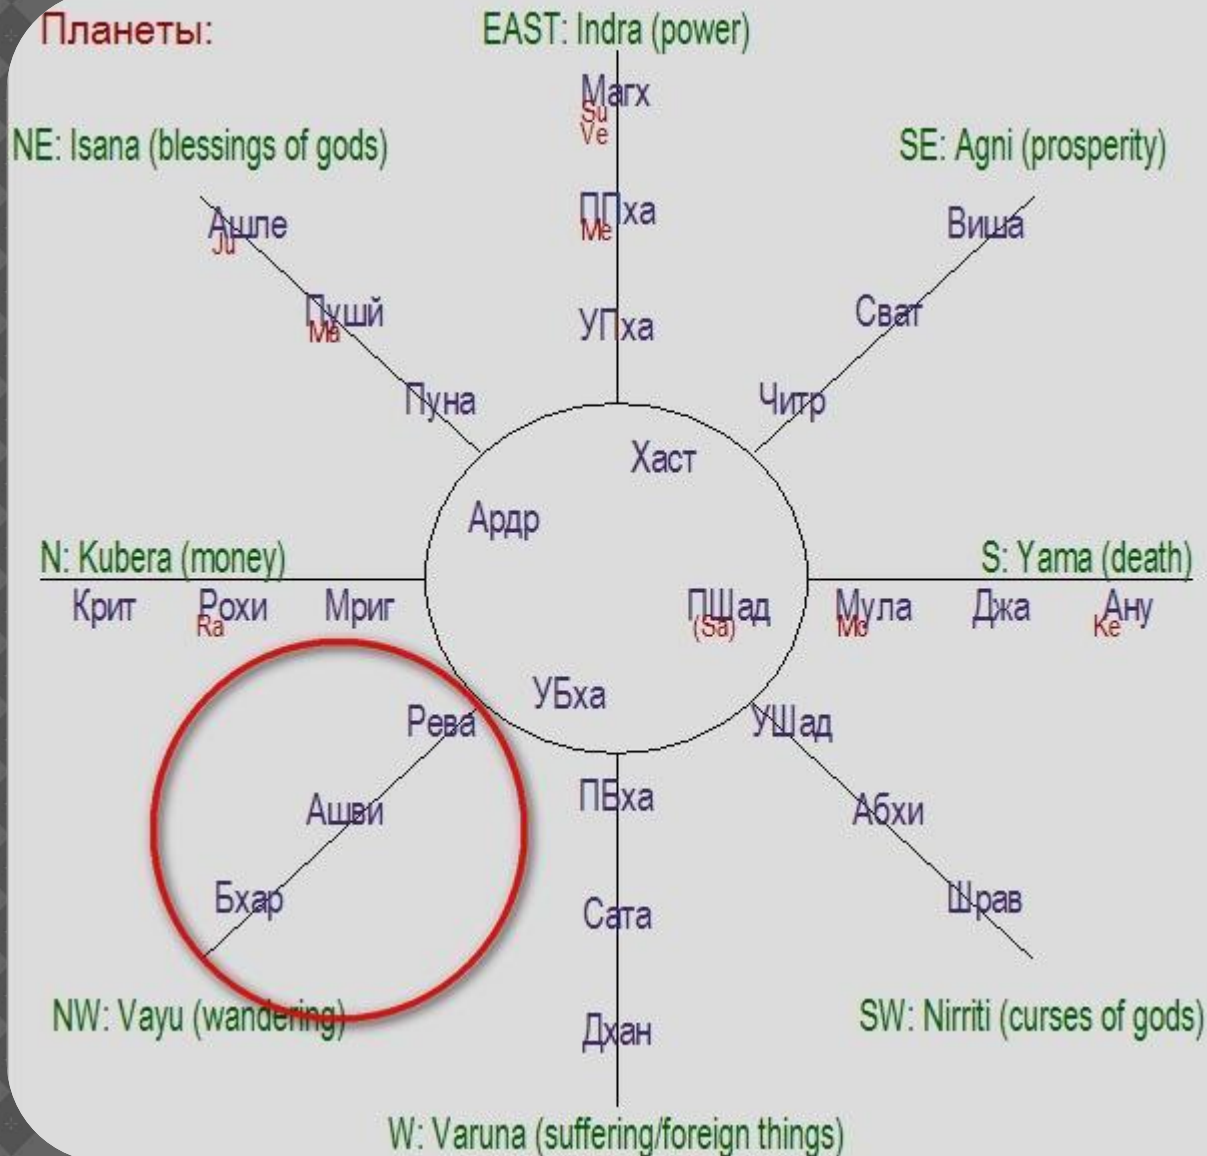 Планеты:
EAST: Indra (power)
Магх
Su
Ve
NE: Isana (blessings of gods)
SE: Agni (prosperity)
Ашле
Ju
ППха
Me
Виша
Пушй
Ma
УПха
Сват
Пуна
Читр
Хаст
Ардр
N: Kubera (money)
S: Yama (death)
Крит
Рохи
Ra
Мриг
ПШад
(Sa)
Мула
Mo
Джа
Ану
Ke
УБха
Рева
УШад
Ашви
ПБха
Абхи
Бхар
Сата
Шрав
NW: Vayu (wandering)
Дхан
SW: Nirriti (curses of gods)
W: Varuna (suffering/foreign things)